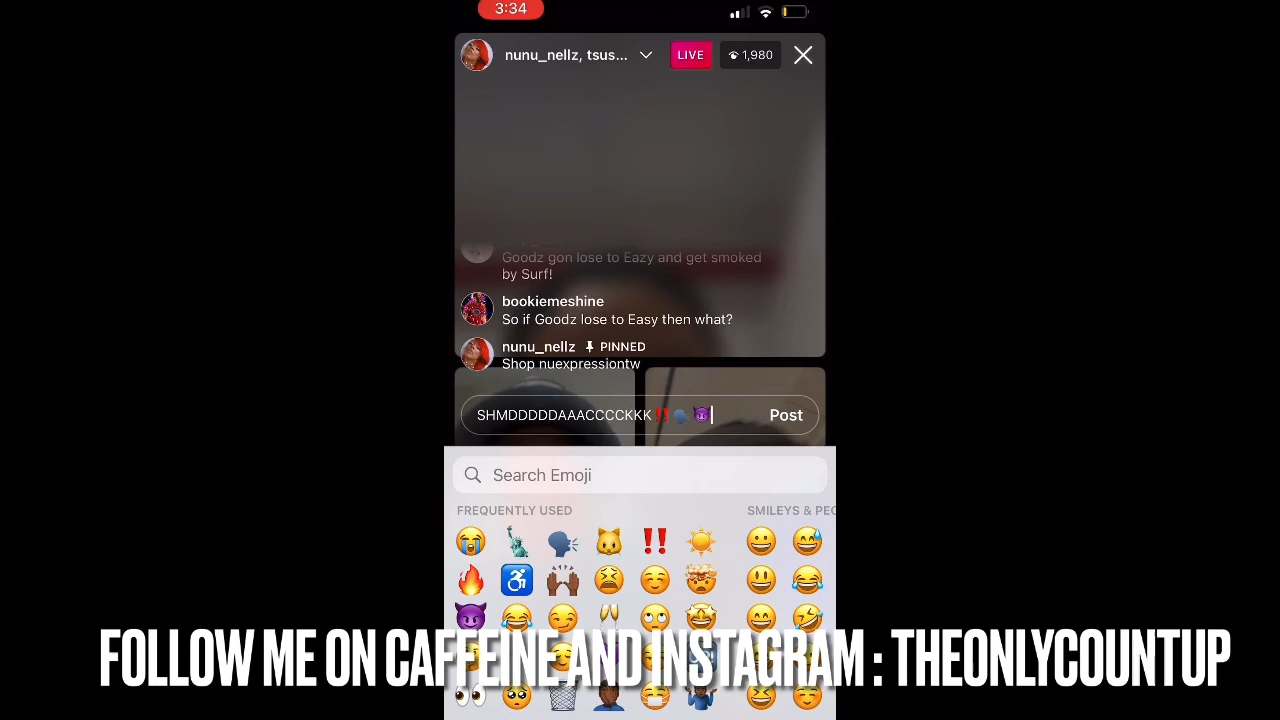 3:34
nunu_nellz, tsus...
LIVE
1,980
Goodz gon lose to Eazy and get smoked
by Surf!
bookiemeshine
So if Goodz lose to Easy then what?
nunu_nellz PINNED
Shop nuexpressiontw
SHMDDDDDAAACCCCKKK‼️🗣️😈 Post
Search Emoji
FREQUENTLY USED SMILEYS & PEO
FOLLOW ME ON CAFFEINE AND INSTAGRAM : THEONLYCOUNTUP